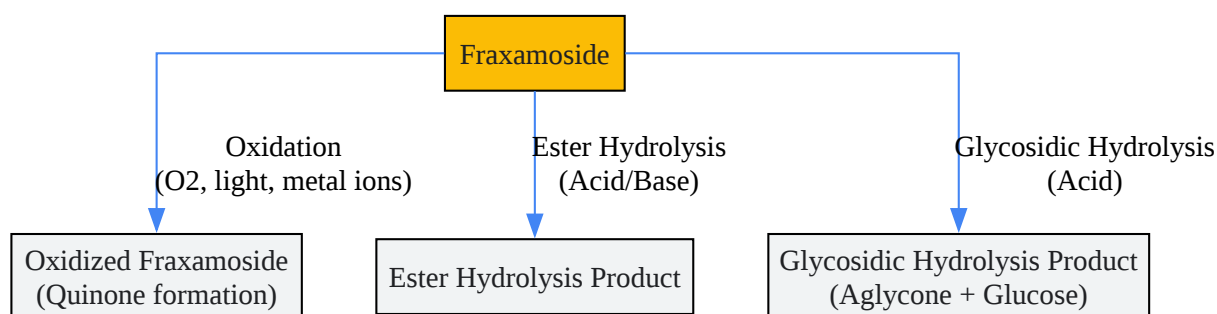 Fraxamoside
Oxidation
(O2, light, metal ions)
Ester Hydrolysis
(Acid/Base)
Glycosidic Hydrolysis
(Acid)
Oxidized Fraxamoside
(Quinone formation)
Ester Hydrolysis Product
Glycosidic Hydrolysis Product
(Aglycone + Glucose)